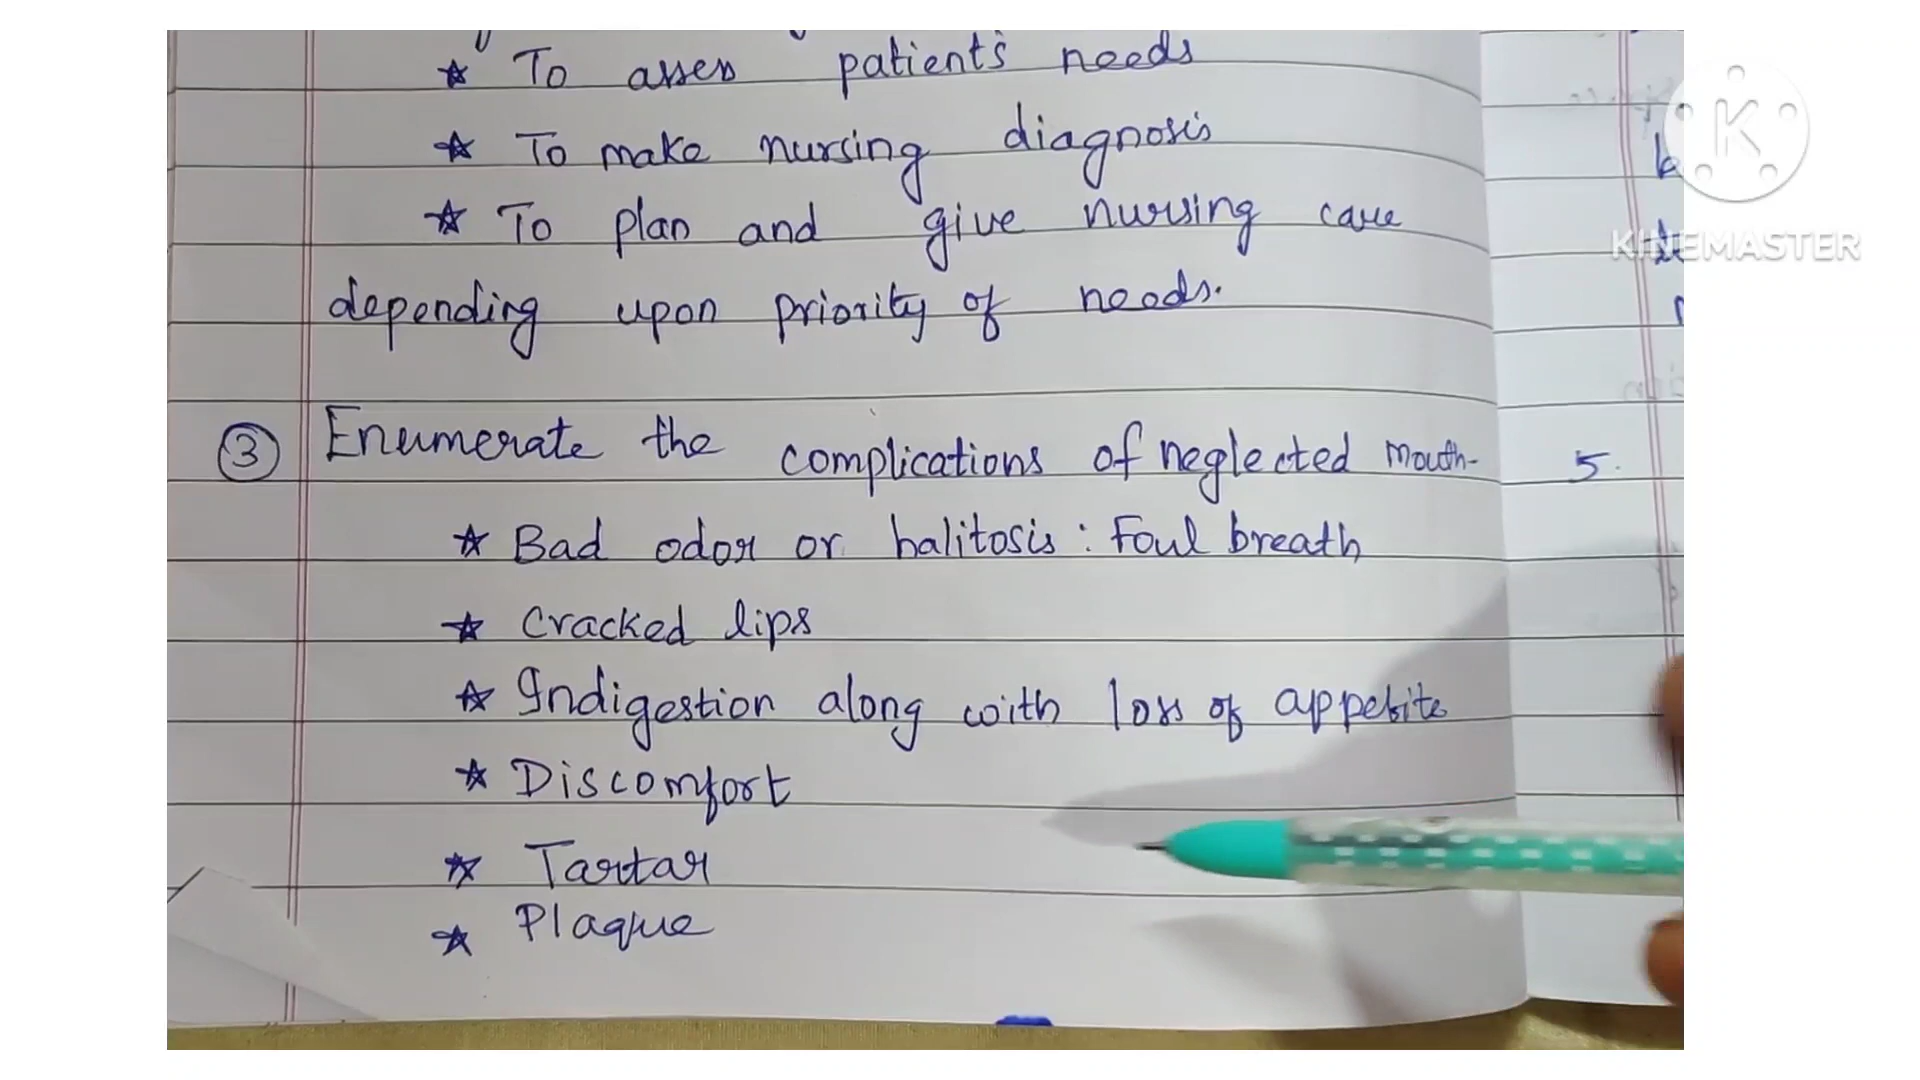 * To asses patient's needs
* To make nursing diagnosis
* To plan and give nursing care
depending upon priority of needs.
3 Enumerate the complications of neglected mouth-
* Bad odor or halitosis : Foul breath
* Cracked lips
* Indigestion along with loss of appetite
* Discomfort
* Tartar
* Plaque
5.
K
KINEMASTER